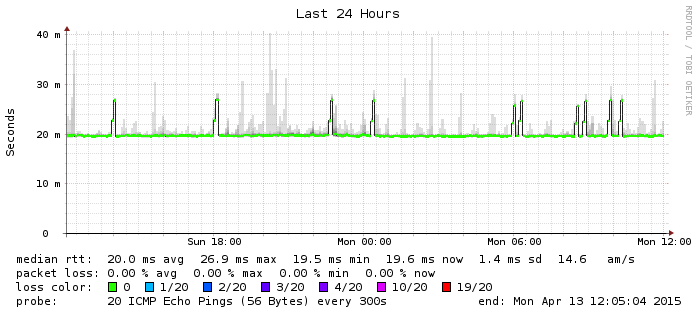 Last 24 Hours
RRDTOOL / TOBI OETIKER
Seconds
40 m
30 m
20 m
10 m
0
Sun 18:00 Mon 00:00 Mon 06:00 Mon 12:00
median rtt: 20.0 ms avg 26.9 ms max 19.5 ms min 19.6 ms now 1.4 ms sd 14.6 am/s
packet loss: 0.00 % avg 0.00 % max 0.00 % min 0.00 % now
loss color: 0 1/20 2/20 3/20 4/20 10/20 19/20
probe: 20 ICMP Echo Pings (56 Bytes) every 300s end: Mon Apr 13 12:05:04 2015